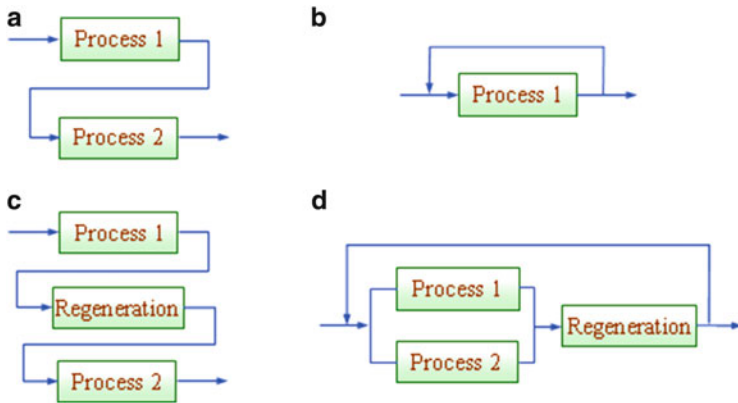 a
Process 1
Process 2
b
Process 1
c
Process 1
Regeneration
Process 2
d
Process 1
Process 2
Regeneration